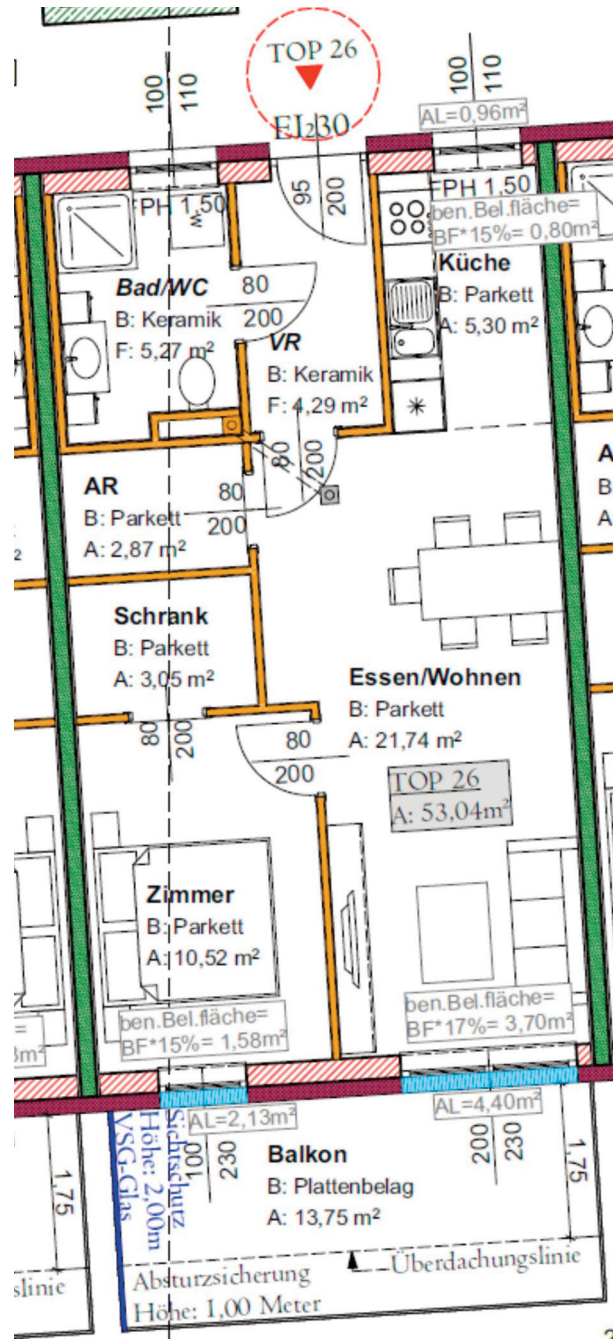 TOP 26
EI₂30
100
110
100
110
AL=0,96m²
FPH 1,50
W
95
200
FPH 1,50
ben.Bel.fläche=
BF*15%= 0,80m²
Bad/WC
B: Keramik
F: 5,27 m²
80
200
VR
B: Keramik
F: 4,29 m²
Küche
B: Parkett
A: 5,30 m²
80
200
AR
B: Parkett
A: 2,87 m²
80
200
A
B
A
²
Schrank
B: Parkett
A: 3,05 m²
80
200
80
200
Essen/Wohnen
B: Parkett
A: 21,74 m²
TOP 26
A: 53,04m²
Zimmer
B: Parkett
A: 10,52 m²
=
3m²
ben.Bel.fläche=
BF*15%= 1,58m²
ben.Bel.fläche=
BF*17%= 3,70m²
AL=2,13m²
AL=4,40m²
100
230
200
230
1,75
1,75
Sichtschutz
Höhe: 2,00m
VSG-Glas
Balkon
B: Plattenbelag
A: 13,75 m²
slinie
Absturzsicherung
Höhe: 1,00 Meter
Überdachungslinie